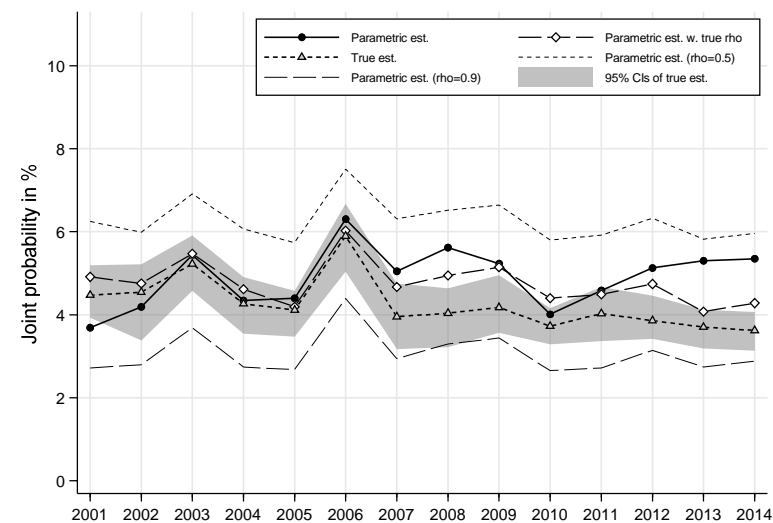 Parametric est.
Parametric est. w. true rho
True est.
Parametric est. (rho=0.5)
Parametric est. (rho=0.9)
95% CIs of true est.
Joint probability in %
10
8
6
4
2
0
2001 2002 2003 2004 2005 2006 2007 2008 2009 2010 2011 2012 2013 2014